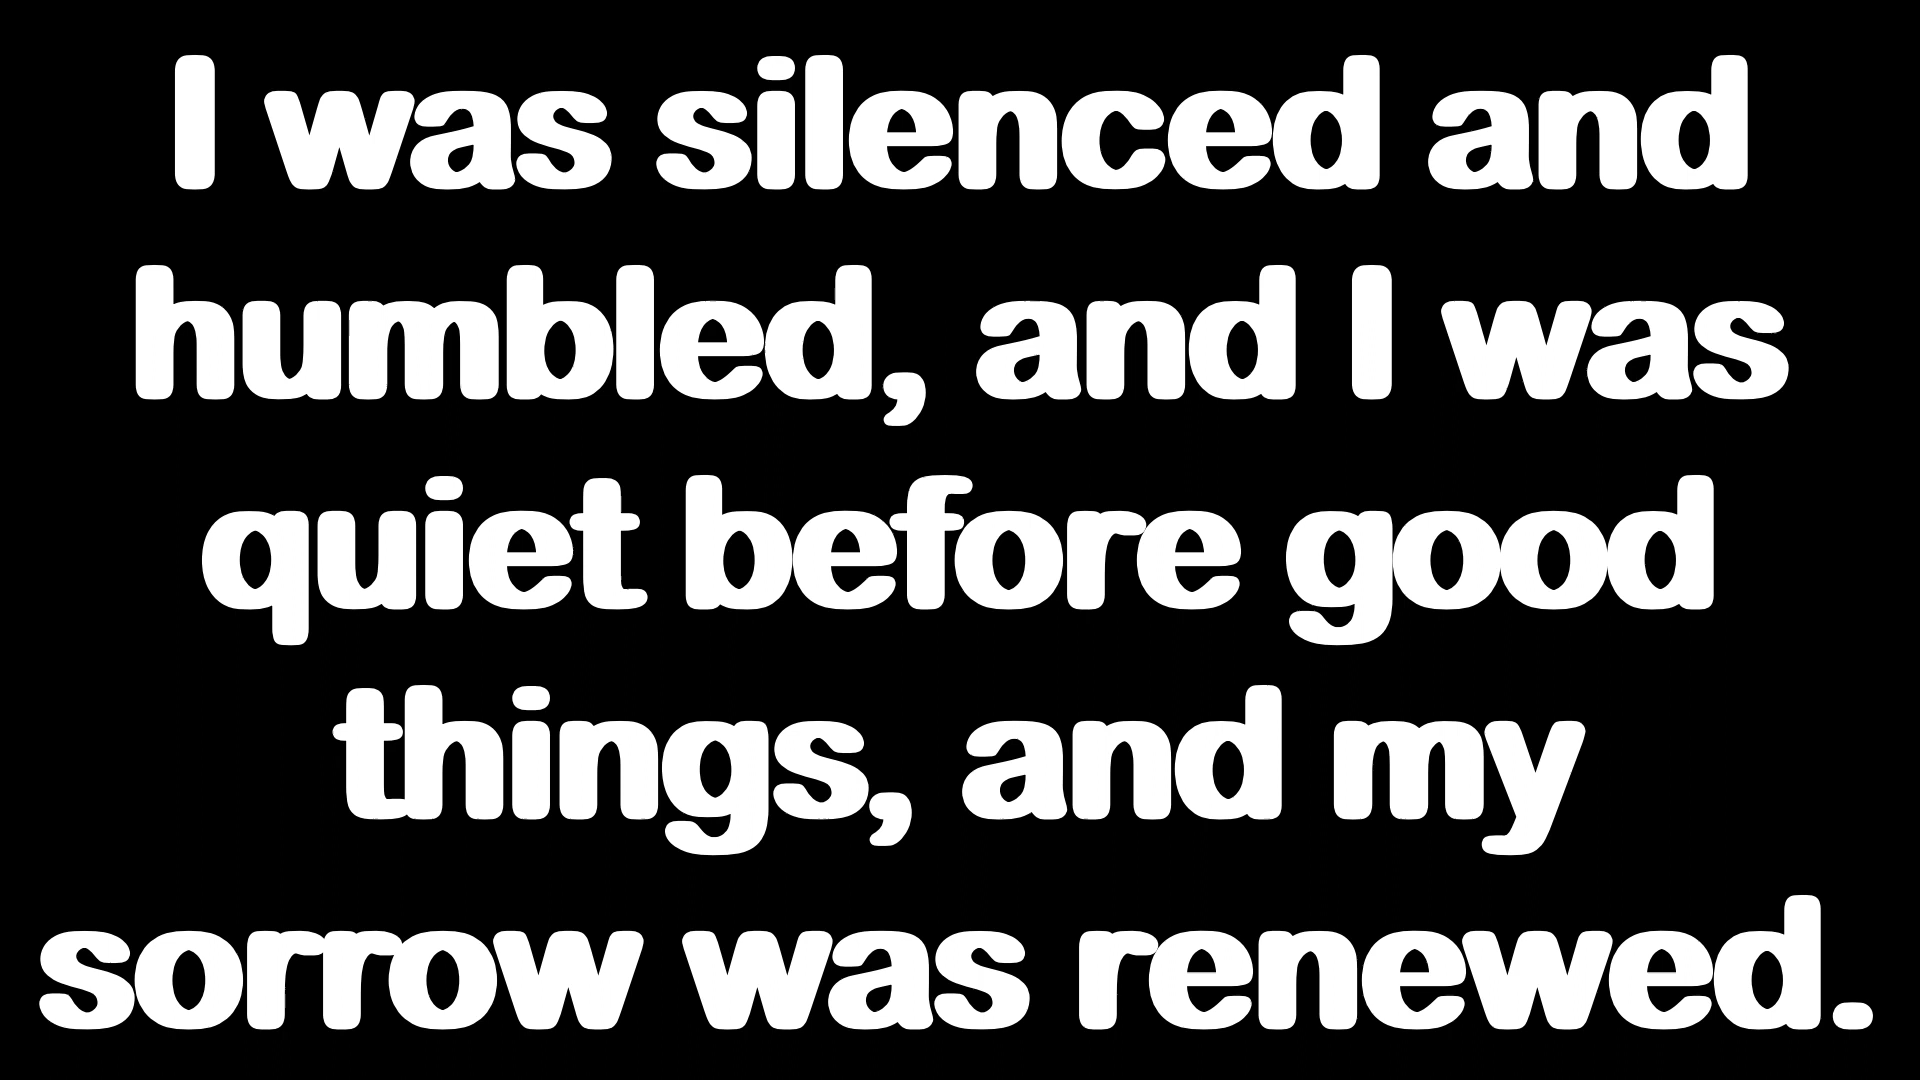 I was silenced and
humbled, and I was
quiet before good
things, and my
sorrow was renewed.